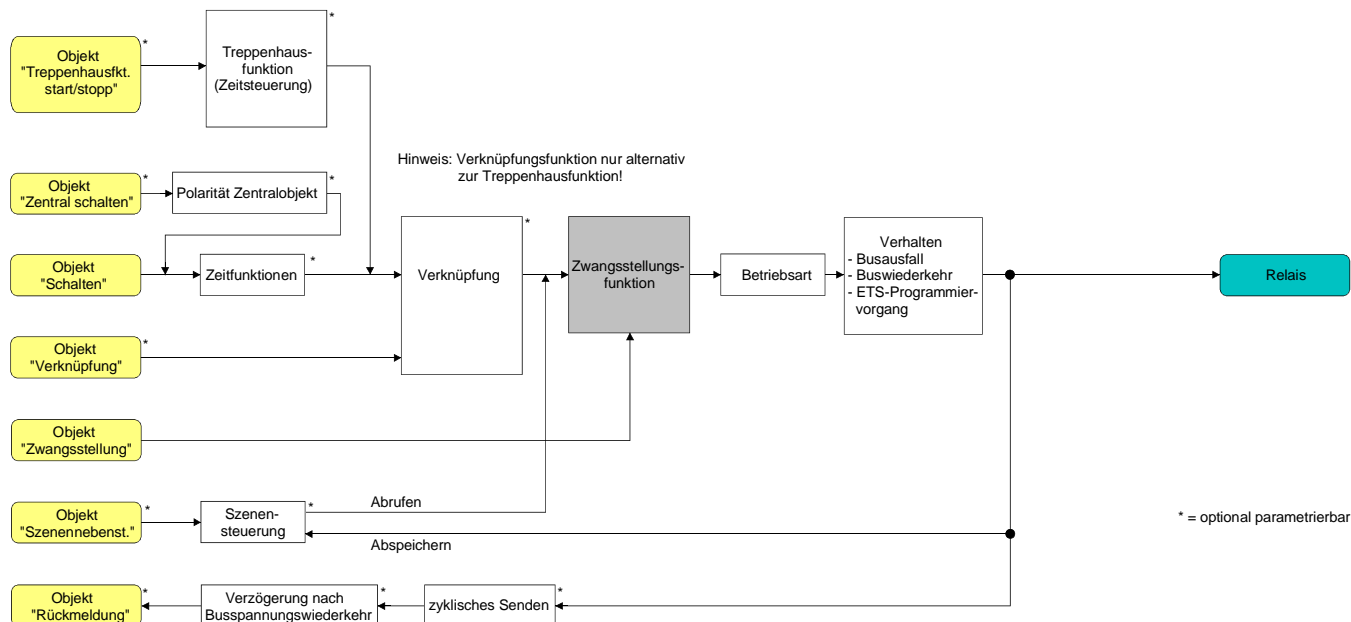 *
*
Objekt
"Treppenhausfkt.
start/stopp"
Treppenhaus-
funktion
(Zeitsteuerung)
Hinweis: Verknüpfungsfunktion nur alternativ
zur Treppenhausfunktion!
*
*
Objekt
"Zentral schalten"
Polarität Zentralobjekt
*
*
Objekt
"Schalten"
*
Zeitfunktionen
*
Verknüpfung
Zwangsstellungs-
funktion
Betriebsart
Verhalten
- Busausfall
- Buswiederkehr
- ETS-Programmier-
vorgang
Relais
*
Objekt
"Verknüpfung"
Objekt
"Zwangsstellung"
*
Objekt
"Szenennebenst."
*
Szenen-
steuerung
Abrufen
Abspeichern
* = optional parametrierbar
*
Objekt
"Rückmeldung"
*
Verzögerung nach
Busspannungswiederkehr
*
zyklisches Senden